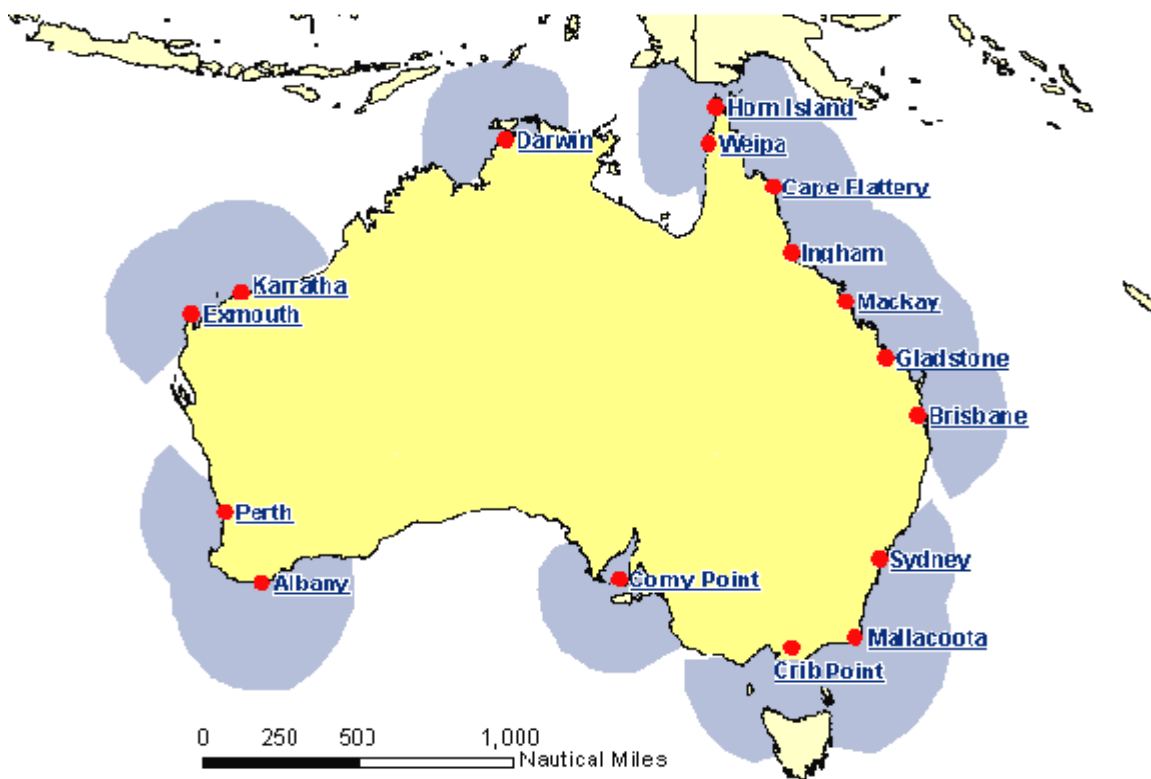 Horn Island
Darwin
Weipa
Cape Flattery
Ingham
Karratha
Mackay
Exmouth
Gladstone
Brisbane
Perth
Sydney
Albany
Corny Point
Mallacoota
Crib Point
0 250 500 1,000
Nautical Miles